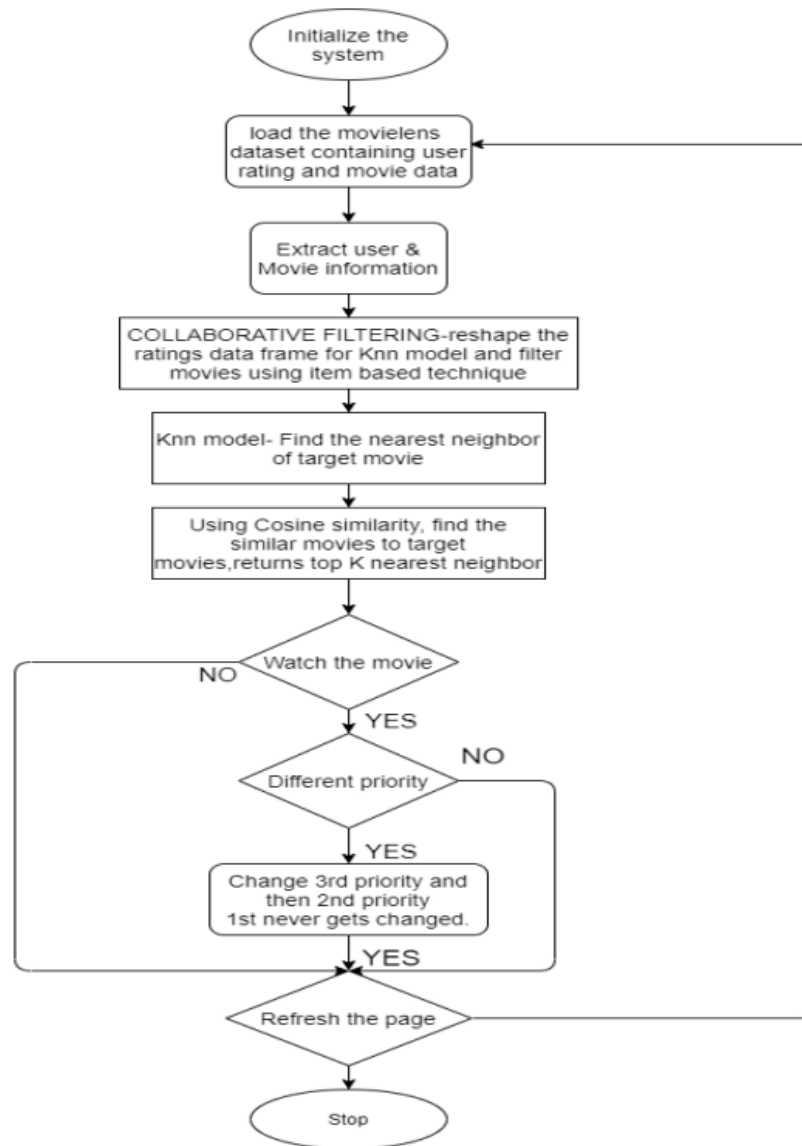 Initialize the
system
load the movielens
dataset containing user
rating and movie data
Extract user &
Movie information
COLLABORATIVE FILTERING-reshape the
ratings data frame for Knn model and filter
movies using item based technique
Knn model- Find the nearest neighbor
of target movie
Using Cosine similarity, find the
similar movies to target
movies,returns top K nearest neighbor
Watch the movie
NO
YES
NO
Different priority
YES
Change 3rd priority and
then 2nd priority
1st never gets changed.
YES
Refresh the page
Stop